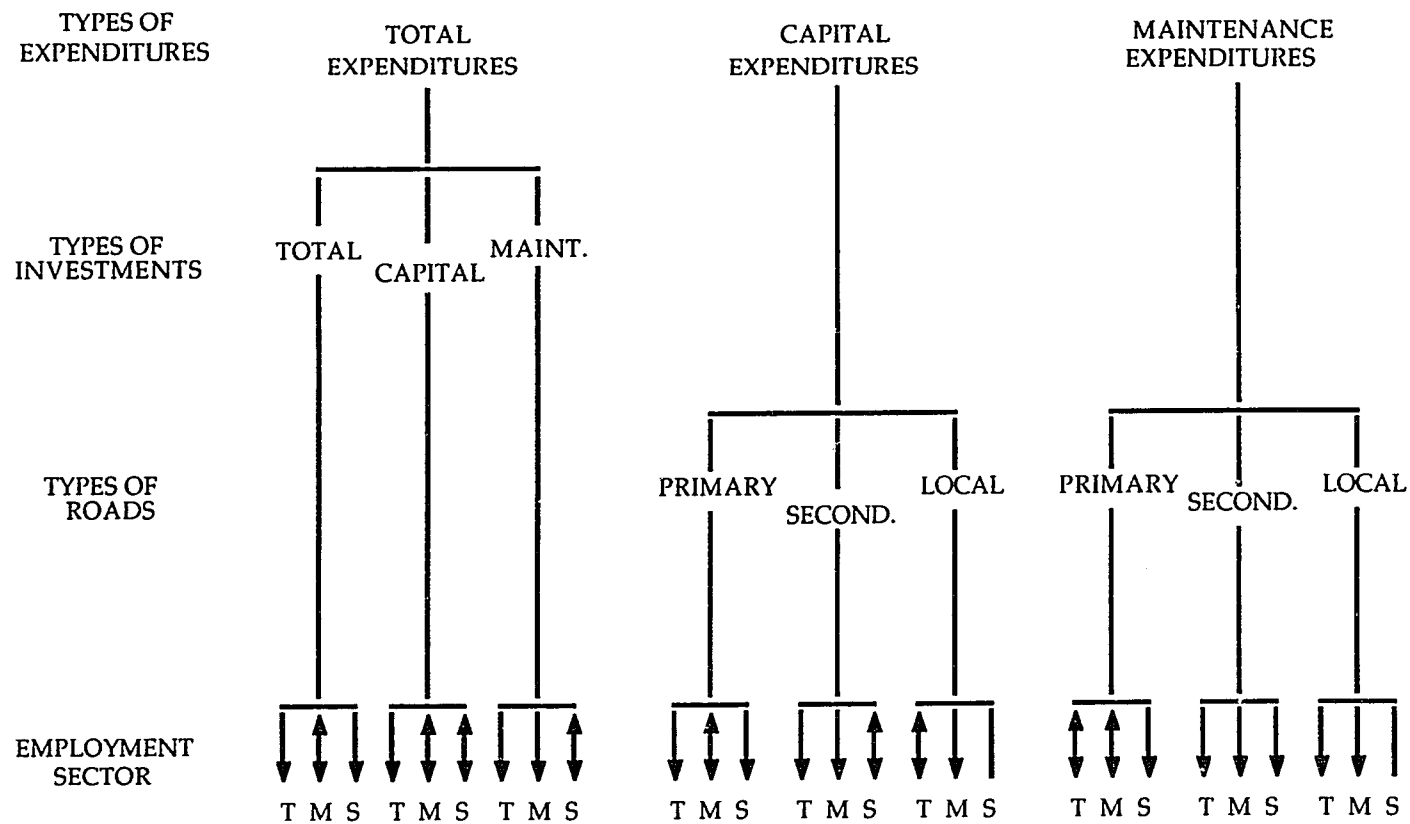 TYPES OF
EXPENDITURES
TOTAL
EXPENDITURES
CAPITAL
EXPENDITURES
MAINTENANCE
EXPENDITURES
TYPES OF
INVESTMENTS
TOTAL
CAPITAL
MAINT.
TYPES OF
ROADS
PRIMARY
SECOND.
LOCAL
PRIMARY
SECOND.
LOCAL
EMPLOYMENT
SECTOR
T M S
T M S
T M S
T M S
T M S
T M S
T M S
T M S
T M S